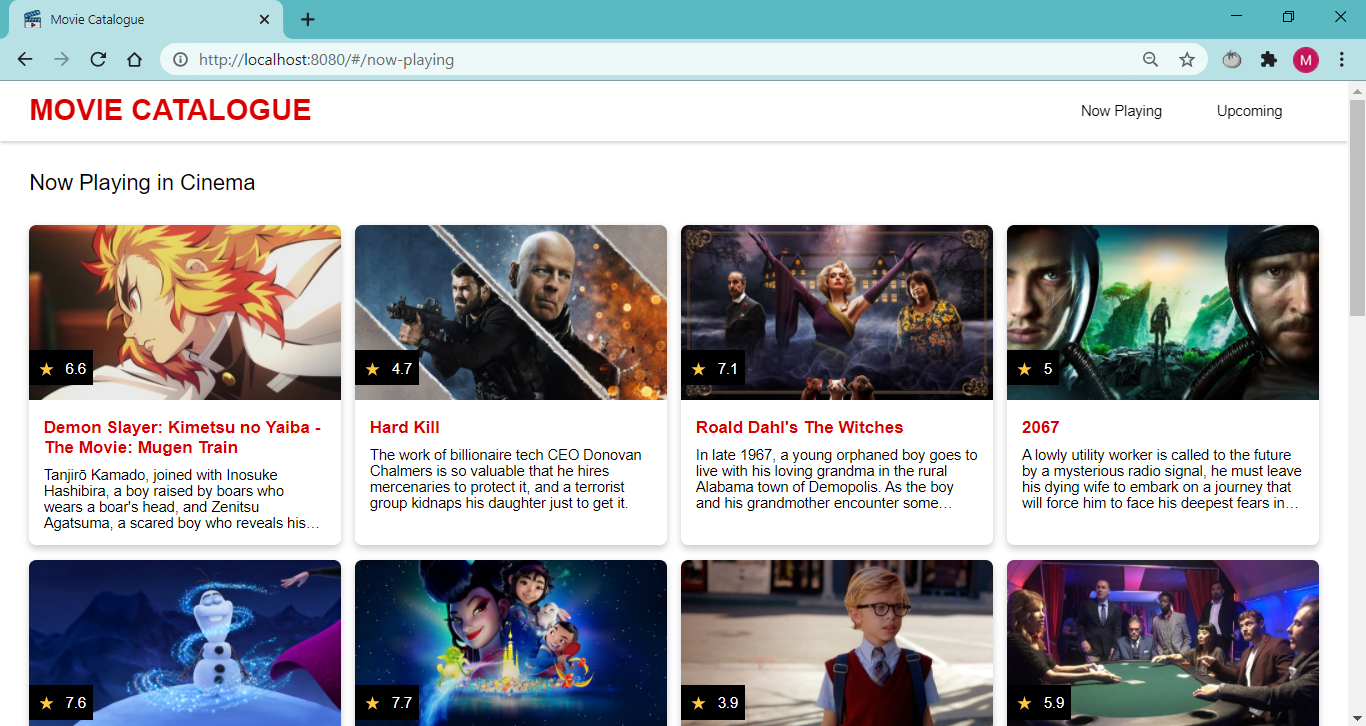 Movie Catalogue
http://localhost:8080/#/now-playing
M
MOVIE CATALOGUE
Now Playing
Upcoming
Now Playing in Cinema
6.6
4.7
7.1
5
Demon Slayer: Kimetsu no Yaiba -
The Movie: Mugen Train
Tanjirō Kamado, joined with Inosuke
Hashibira, a boy raised by boars who
wears a boar's head, and Zenitsu
Agatsuma, a scared boy who reveals his…
Hard Kill
The work of billionaire tech CEO Donovan
Chalmers is so valuable that he hires
mercenaries to protect it, and a terrorist
group kidnaps his daughter just to get it.
Roald Dahl's The Witches
In late 1967, a young orphaned boy goes to
live with his loving grandma in the rural
Alabama town of Demopolis. As the boy
and his grandmother encounter some…
2067
A lowly utility worker is called to the future
by a mysterious radio signal, he must leave
his dying wife to embark on a journey that
will force him to face his deepest fears in…
7.6
7.7
3.9
5.9